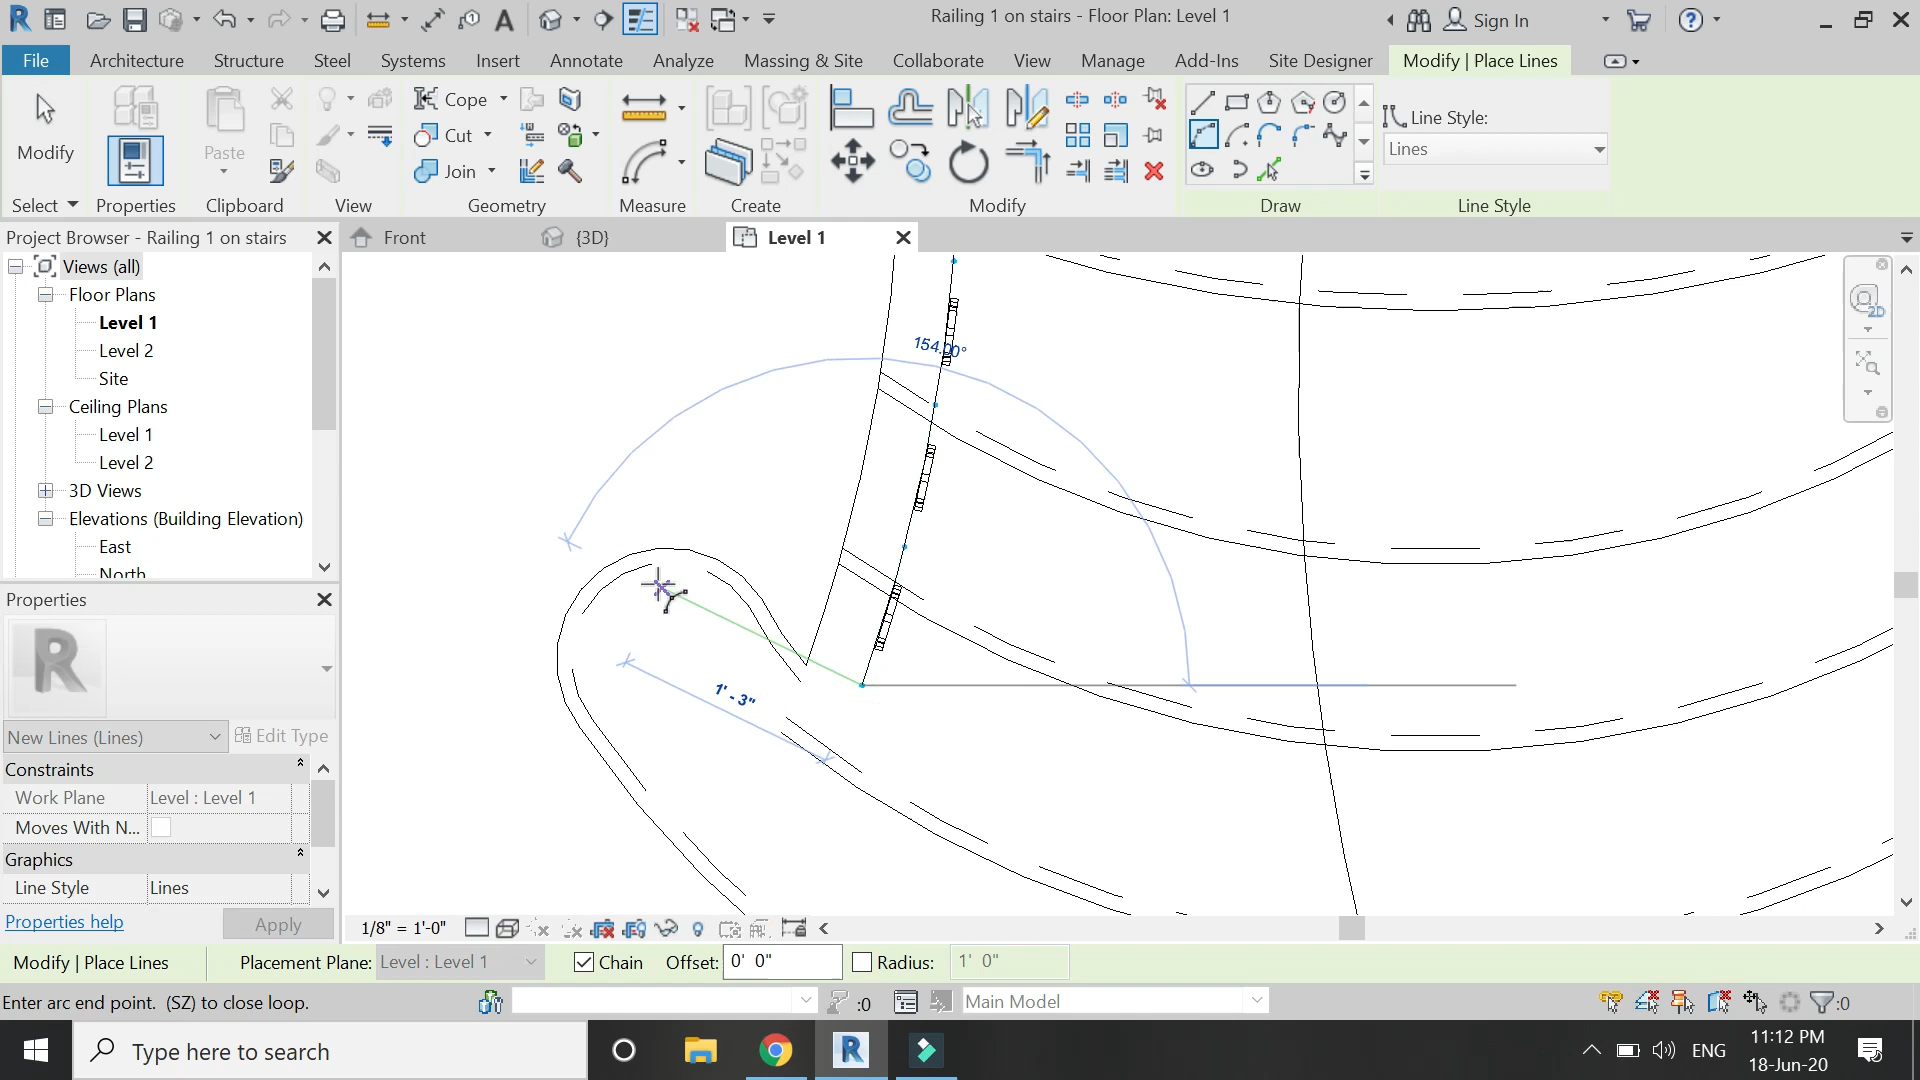 Railing 1 on stairs - Floor Plan: Level 1
Sign In
File
Architecture
Structure
Steel
Systems
Insert
Annotate
Analyze
Massing & Site
Collaborate
View
Manage
Add-Ins
Site Designer
Modify | Place Lines
Modify
Paste
Cope
Cut
Join
Line Style:
Lines
Select
Properties
Clipboard
View
Geometry
Measure
Create
Modify
Draw
Line Style
Project Browser - Railing 1 on stairs
Front
{3D}
Level 1
Views (all)
Floor Plans
Level 1
Level 2
Site
Ceiling Plans
Level 1
Level 2
3D Views
Elevations (Building Elevation)
East
North
154.00°
1' - 3"
2D
Properties
R
New Lines (Lines)
Edit Type
Constraints
Work Plane
Level : Level 1
Moves With N...
Graphics
Line Style
Lines
Properties help
Apply
1/8" = 1'-0"
Modify | Place Lines
Placement Plane:
Level : Level 1
Chain
Offset:
0' 0"
Radius:
1' 0"
Enter arc end point. (SZ) to close loop.
:0
Main Model
:0
Type here to search
ENG
11:12 PM
18-Jun-20